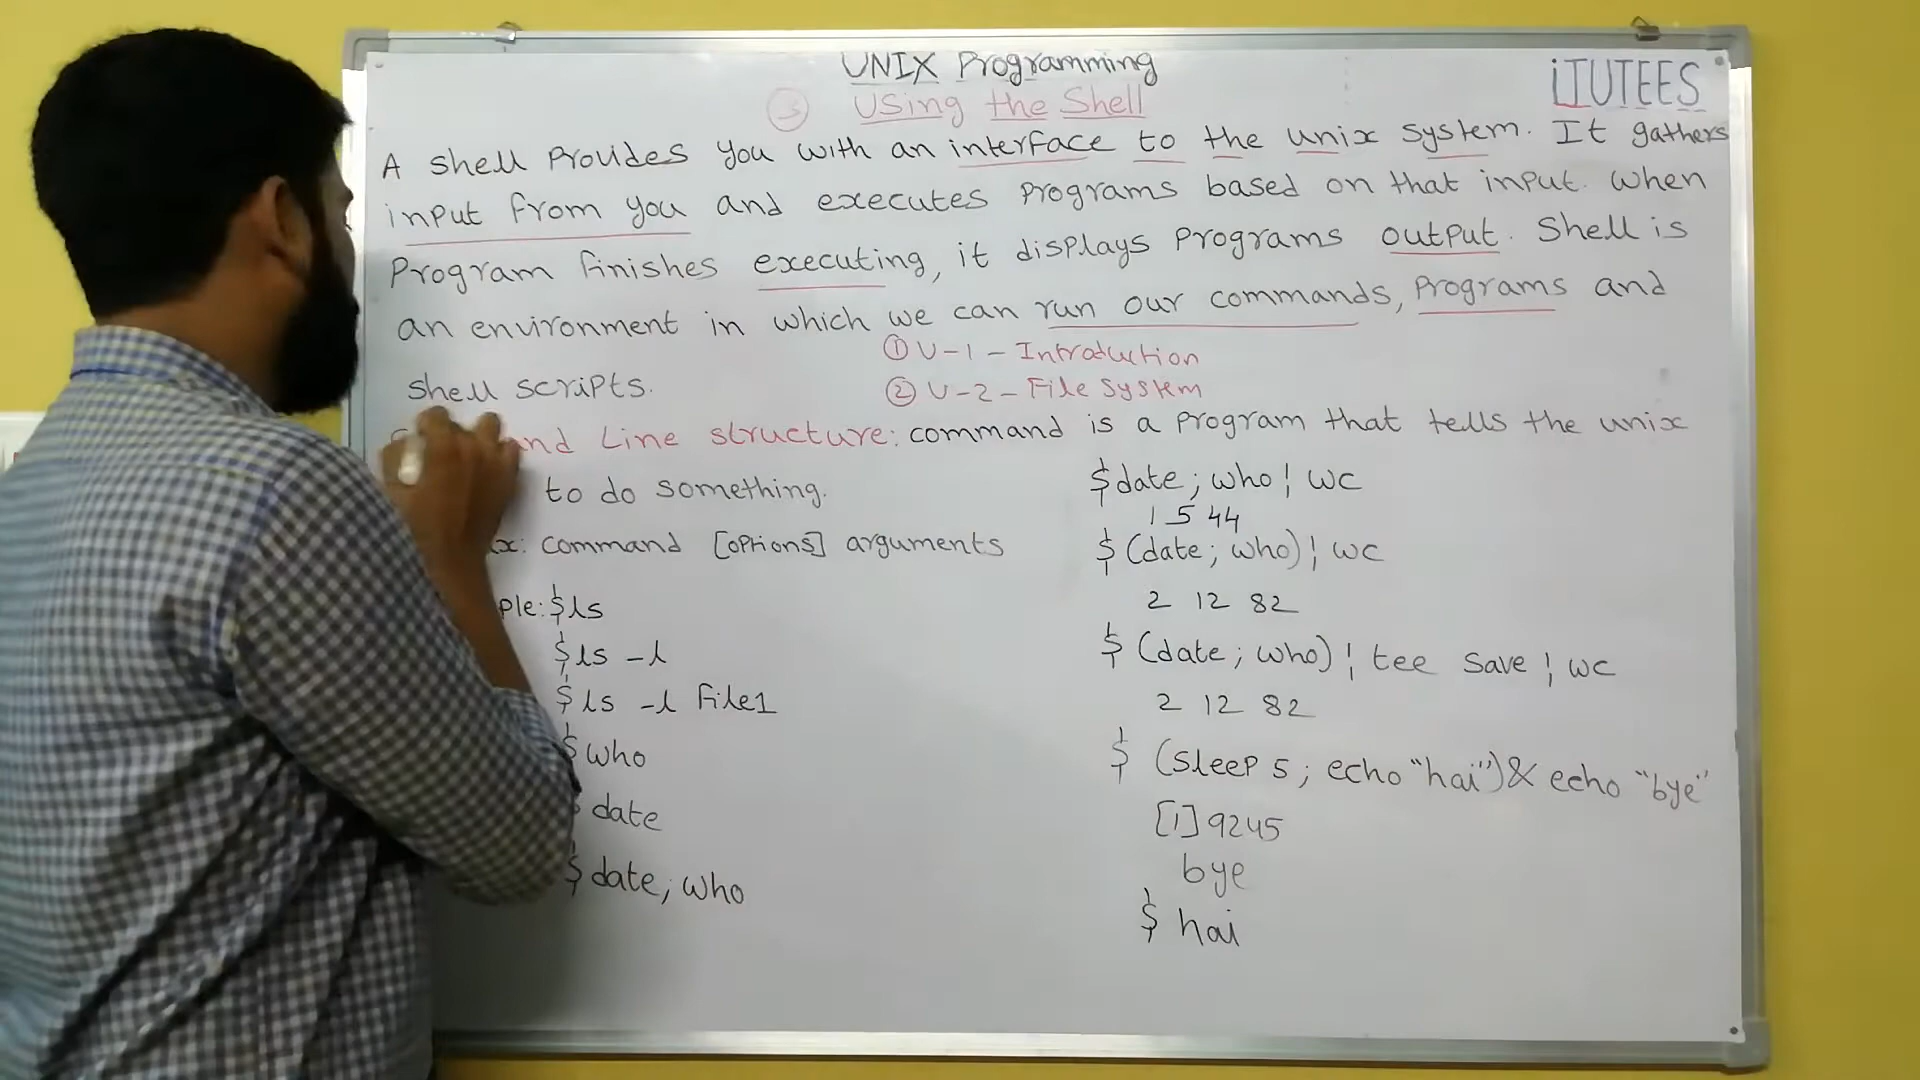 UNIX Programming
iTUTEES
3 Using the Shell
A shell Provides you with an interface to the unix system. It gathers
input from you and executes Programs based on that input. When
Program finishes executing, it displays Programs output. Shell is
an environment in which we can run our commands, Programs and
shell scripts.
① U-1 - Introduction
② U-2 - File System
and Line structure: command is a Program that tells the unix
to do something.
x: command [options] arguments
ple: $ls
$ls -l
$ls -l File1
$who
$ date
$ date; who
$date; who | wc
1 5 44
$ (date; who) | wc
2 12 82
$ (date; who) | tee save | wc
2 12 82
$ (sleep 5; echo "hai") & echo "bye"
[1] 9245
bye
$ hai